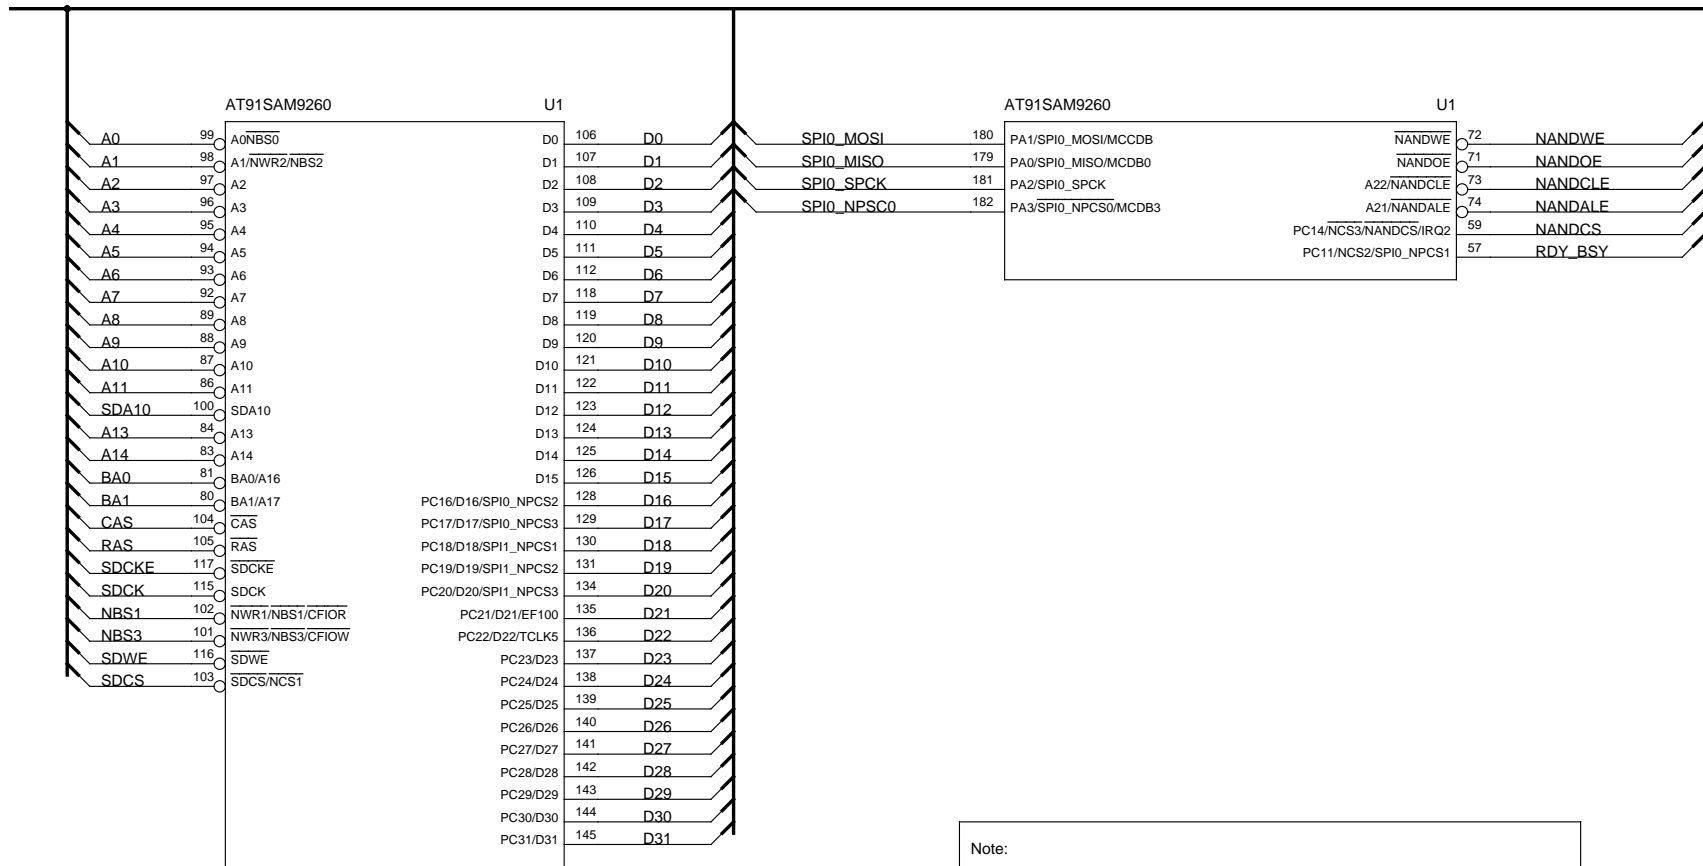 AT91SAM9260 U1
A0 99 A0NBS0 D0 106 D0
A1 98 A1/NWR2/NBS2 D1 107 D1
A2 97 A2 D2 108 D2
A3 96 A3 D3 109 D3
A4 95 A4 D4 110 D4
A5 94 A5 D5 111 D5
A6 93 A6 D6 112 D6
A7 92 A7 D7 118 D7
A8 89 A8 D8 119 D8
A9 88 A9 D9 120 D9
A10 87 A10 D10 121 D10
A11 86 A11 D11 122 D11
SDA10 100 SDA10 D12 123 D12
A13 84 A13 D13 124 D13
A14 83 A14 D14 125 D14
BA0 81 BA0/A16 D15 126 D15
BA1 80 BA1/A17 PC16/D16/SPI0_NPCS2 128 D16
CAS 104 CAS PC17/D17/SPI0_NPCS3 129 D17
RAS 105 RAS PC18/D18/SPI1_NPCS1 130 D18
SDCKE 117 SDCKE PC19/D19/SPI1_NPCS2 131 D19
SDCK 115 SDCK PC20/D20/SPI1_NPCS3 134 D20
NBS1 102 NWR1/NBS1/CFIOR PC21/D21/EF100 135 D21
NBS3 101 NWR3/NBS3/CFIOW PC22/D22/TCLK5 136 D22
SDWE 116 SDWE PC23/D23 137 D23
SDCS 103 SDCS/NCS1 PC24/D24 138 D24
PC25/D25 139 D25
PC26/D26 140 D26
PC27/D27 141 D27
PC28/D28 142 D28
PC29/D29 143 D29
PC30/D30 144 D30
PC31/D31 145 D31
AT91SAM9260 U1
SPI0_MOSI 180 PA1/SPI0_MOSI/MCCDB NANDWE 72 NANDWE
SPI0_MISO 179 PA0/SPI0_MISO/MCDB0 NANDOE 71 NANDOE
SPI0_SPCK 181 PA2/SPI0_SPCK A22/NANDCLE 73 NANDCLE
SPI0_NPSC0 182 PA3/SPI0_NPCS0/MCDB3 A21/NANDALE 74 NANDALE
PC14/NCS3/NANDCS/IRQ2 59 NANDCS
PC11/NCS2/SPI0_NPCS1 57 RDY_BSY
Note: